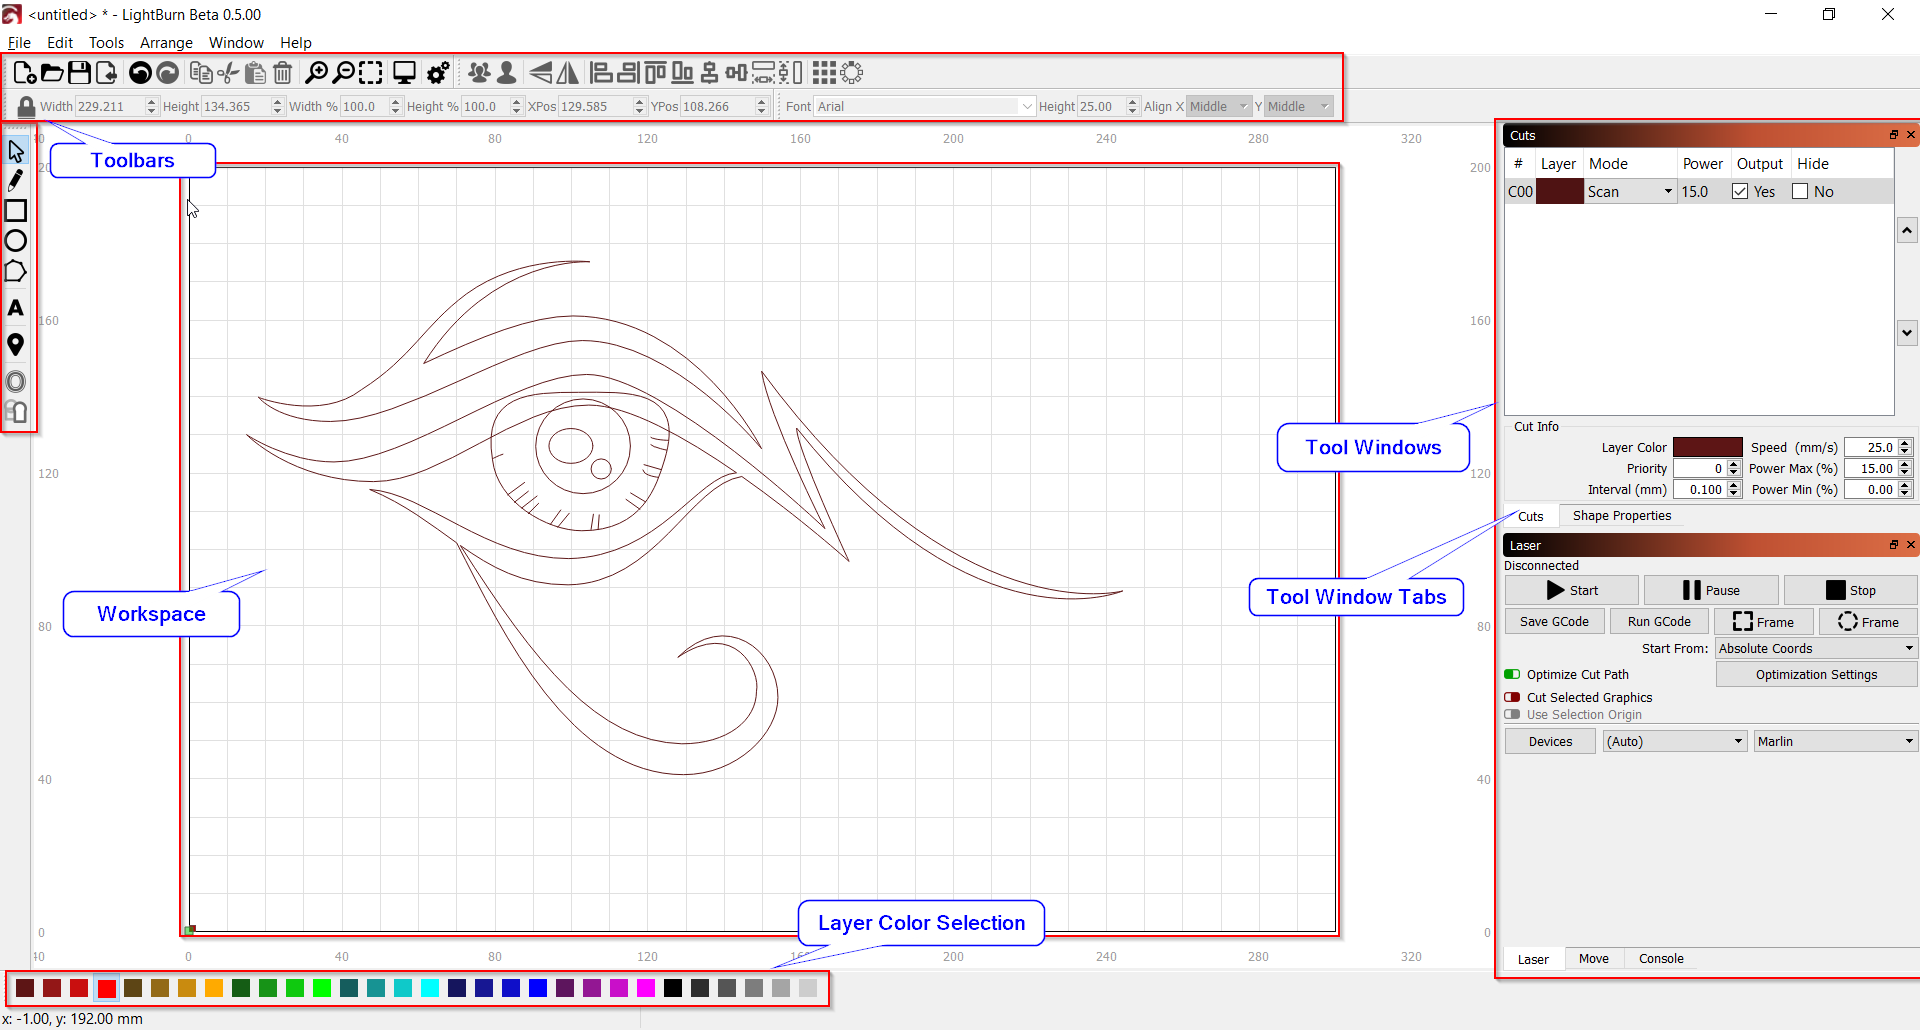 <untitled> * - LightBurn Beta 0.5.00
File Edit Tools Arrange Window Help
Width 229.211 Height 134.365 Width % 100.0 Height % 100.0 XPos 129.585 YPos 108.266 Font Arial Height 25.00 Align X Middle Y Middle
0 40 80 120 160 200 240 280 320
Toolbars
200
160
120
80
40
0
Workspace
Layer Color Selection
40 0 40 80 120 160 200 240 280 320
200
160
120
80
40
0
Tool Windows
Tool Window Tabs
Cuts
# Layer Mode Power Output Hide
C00 Scan 15.0 Yes No
Cut Info
Layer Color Speed (mm/s) 25.0
Priority 0 Power Max (%) 15.00
Interval (mm) 0.100 Power Min (%) 0.00
Cuts Shape Properties
Laser
Disconnected
Start Pause Stop
Save GCode Run GCode Frame Frame
Start From: Absolute Coords
Optimize Cut Path Optimization Settings
Cut Selected Graphics
Use Selection Origin
Devices (Auto) Marlin
Laser Move Console
x: -1.00, y: 192.00 mm